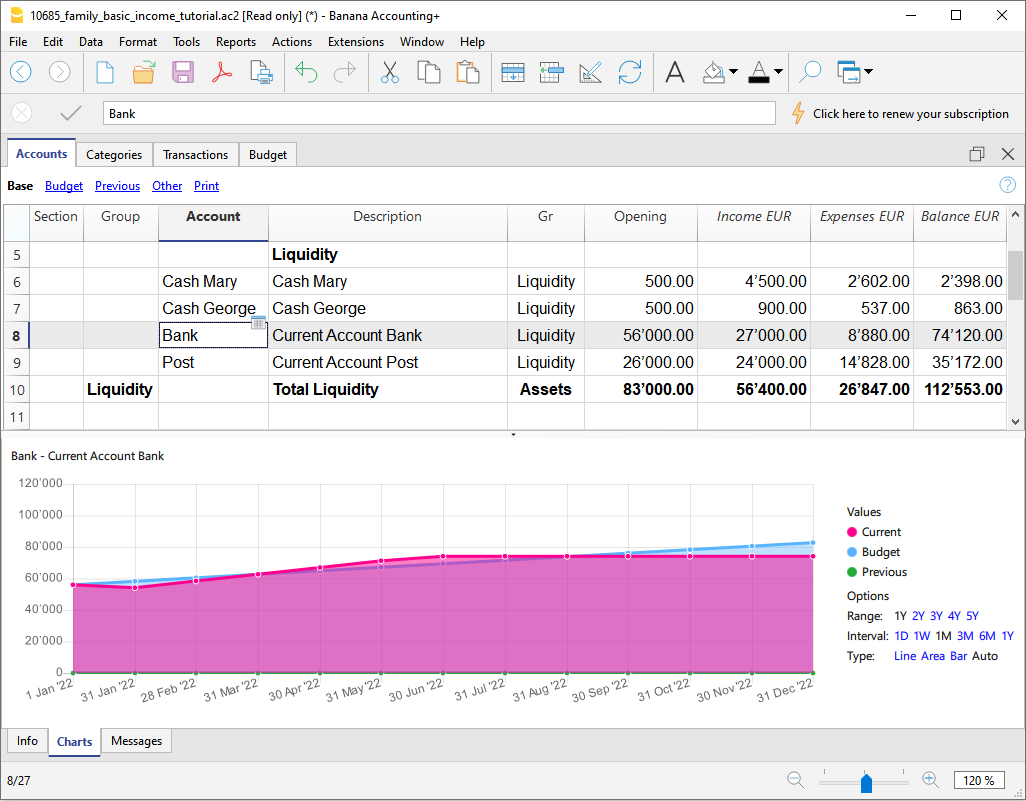 10685_family_basic_income_tutorial.ac2 [Read only] (*) - Banana Accounting+
File Edit Data Format Tools Reports Actions Extensions Window Help
Bank Click here to renew your subscription
Accounts Categories Transactions Budget
Base Budget Previous Other Print
Section Group Account Description Gr Opening Income EUR Expenses EUR Balance EUR
5 Liquidity
6 Cash Mary Cash Mary Liquidity 500.00 4’500.00 2’602.00 2’398.00
7 Cash George Cash George Liquidity 500.00 900.00 537.00 863.00
8 Bank Current Account Bank Liquidity 56’000.00 27’000.00 8’880.00 74’120.00
9 Post Current Account Post Liquidity 26’000.00 24’000.00 14’828.00 35’172.00
10 Liquidity Total Liquidity Assets 83’000.00 56’400.00 26’847.00 112’553.00
11
Bank - Current Account Bank
120’000
100’000
80’000
60’000
40’000
20’000
0
1 Jan '22 31 Jan '22 28 Feb '22 31 Mar '22 30 Apr '22 31 May '22 30 Jun '22 31 Jul '22 31 Aug '22 30 Sep '22 31 Oct '22 30 Nov '22 31 Dec '22
Values
Current
Budget
Previous
Options
Range: 1Y 2Y 3Y 4Y 5Y
Interval: 1D 1W 1M 3M 6M 1Y
Type: Line Area Bar Auto
Info Charts Messages
8/27 120 %